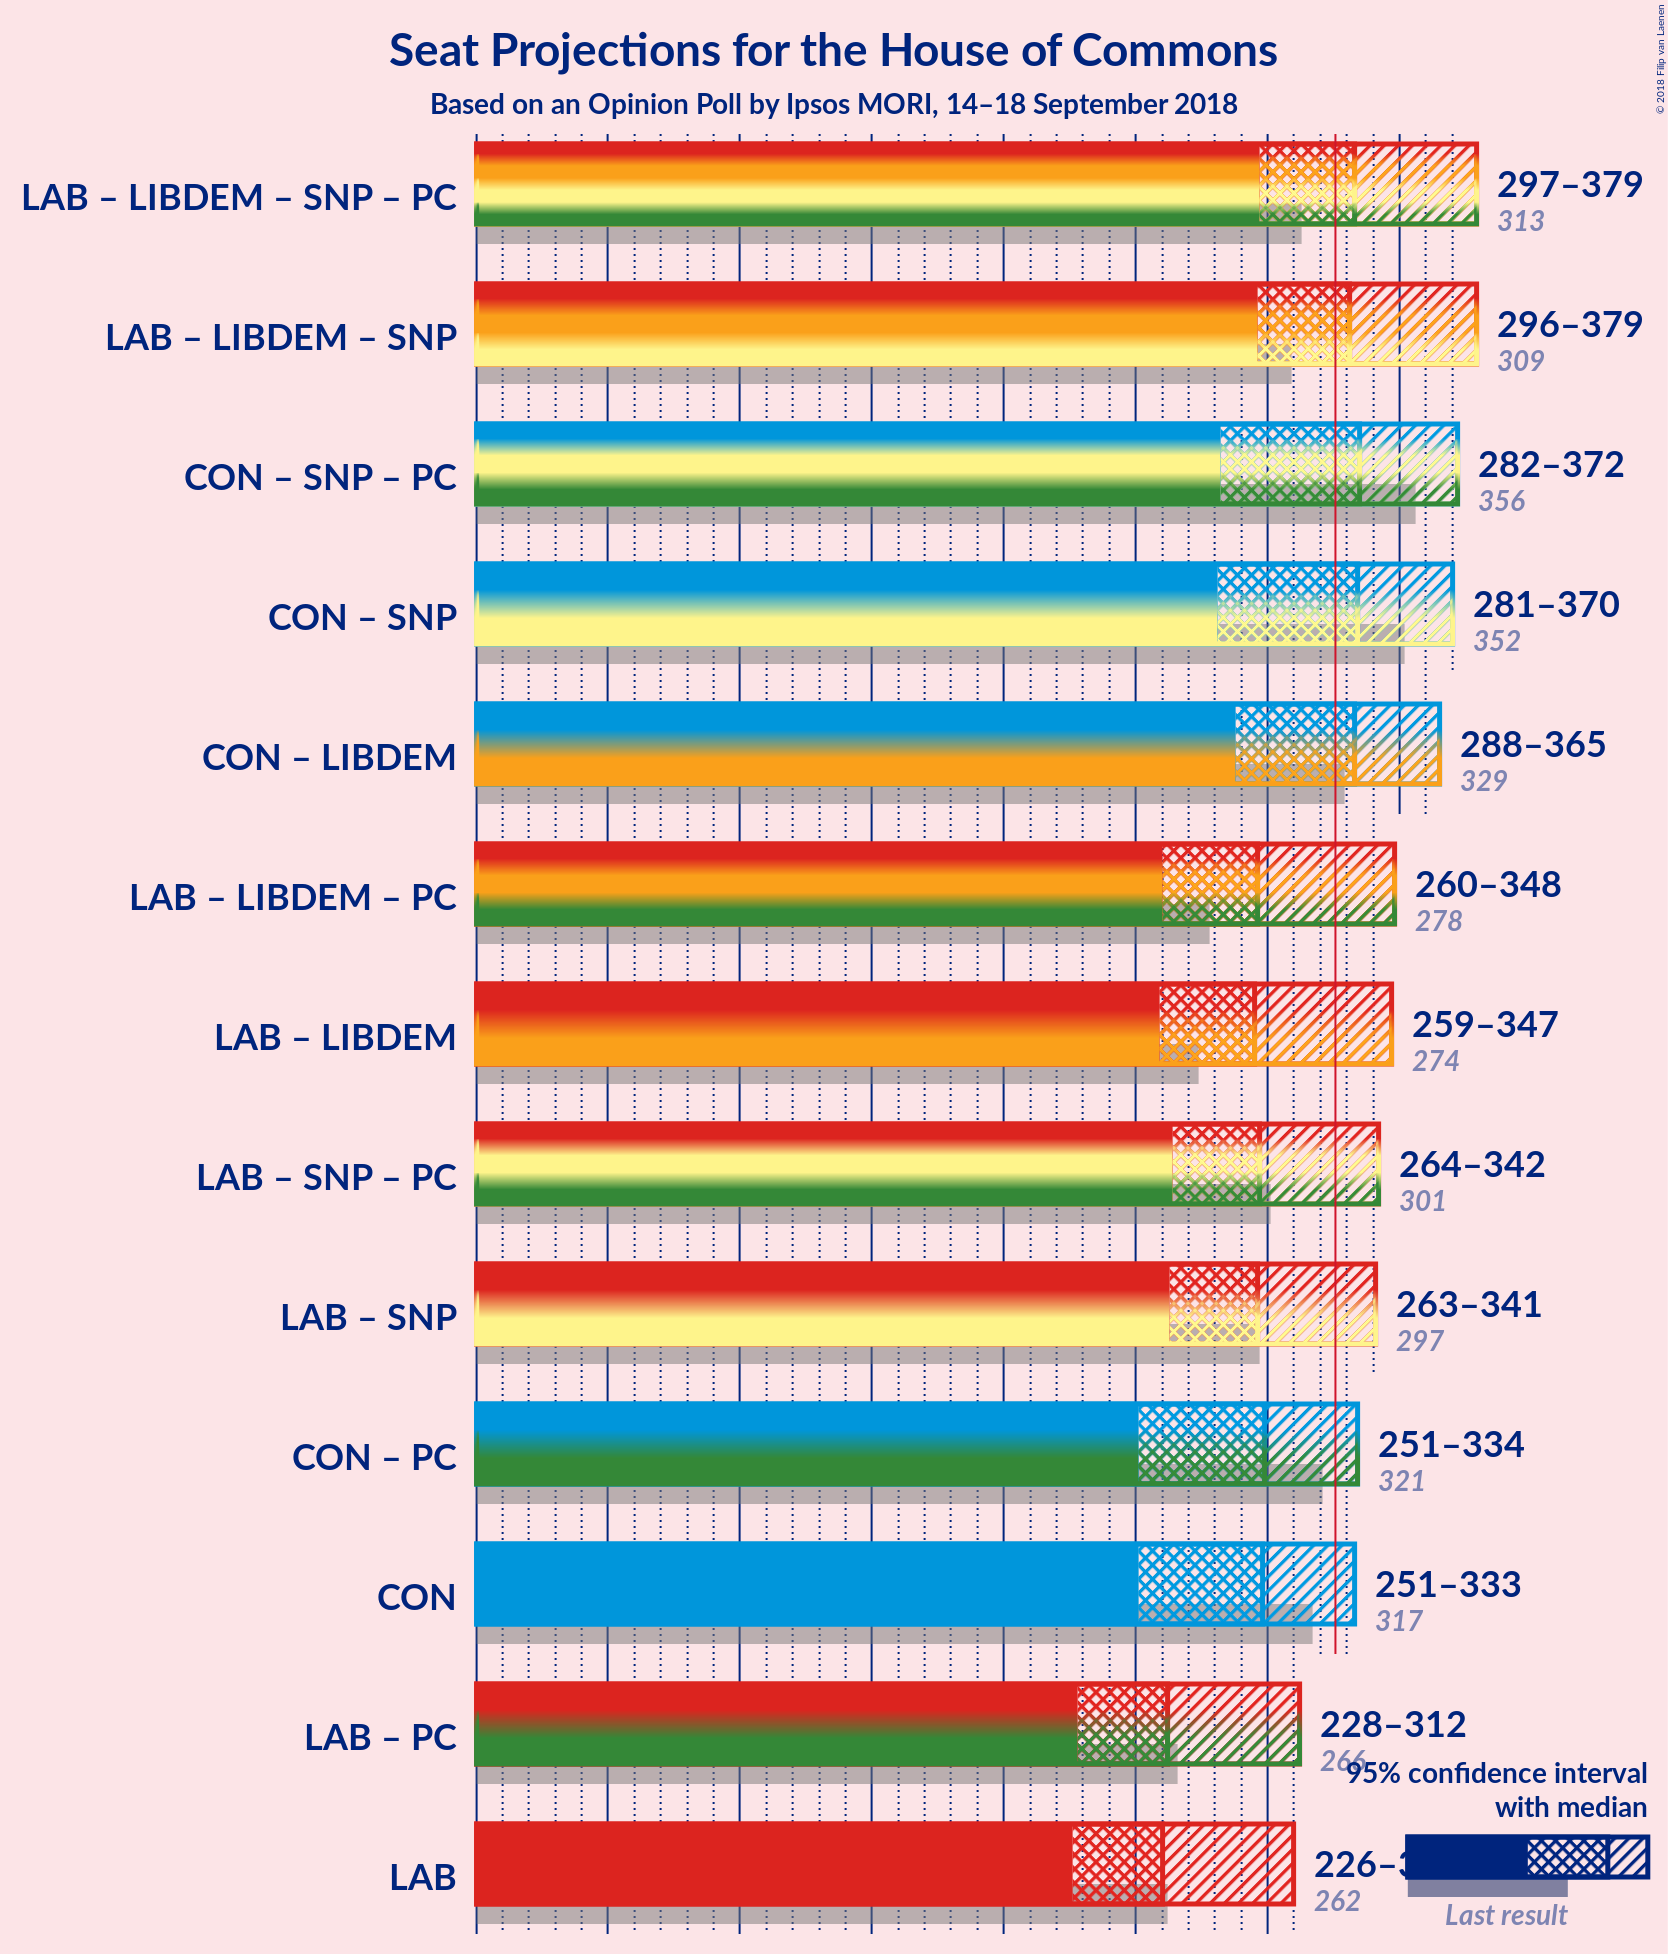 Seat Projections for the House of Commons
Based on an Opinion Poll by Ipsos MORI, 14–18 September 2018
© 2018 Filip van Laenen
LAB – LIBDEM – SNP – PC
297–379
313
LAB – LIBDEM – SNP
296–379
309
CON – SNP – PC
282–372
356
CON – SNP
281–370
352
CON – LIBDEM
288–365
329
LAB – LIBDEM – PC
260–348
278
LAB – LIBDEM
259–347
274
LAB – SNP – PC
264–342
301
LAB – SNP
263–341
297
CON – PC
251–334
321
CON
251–333
317
LAB – PC
228–312
266
95% confidence interval
with median
LAB
262
Last result